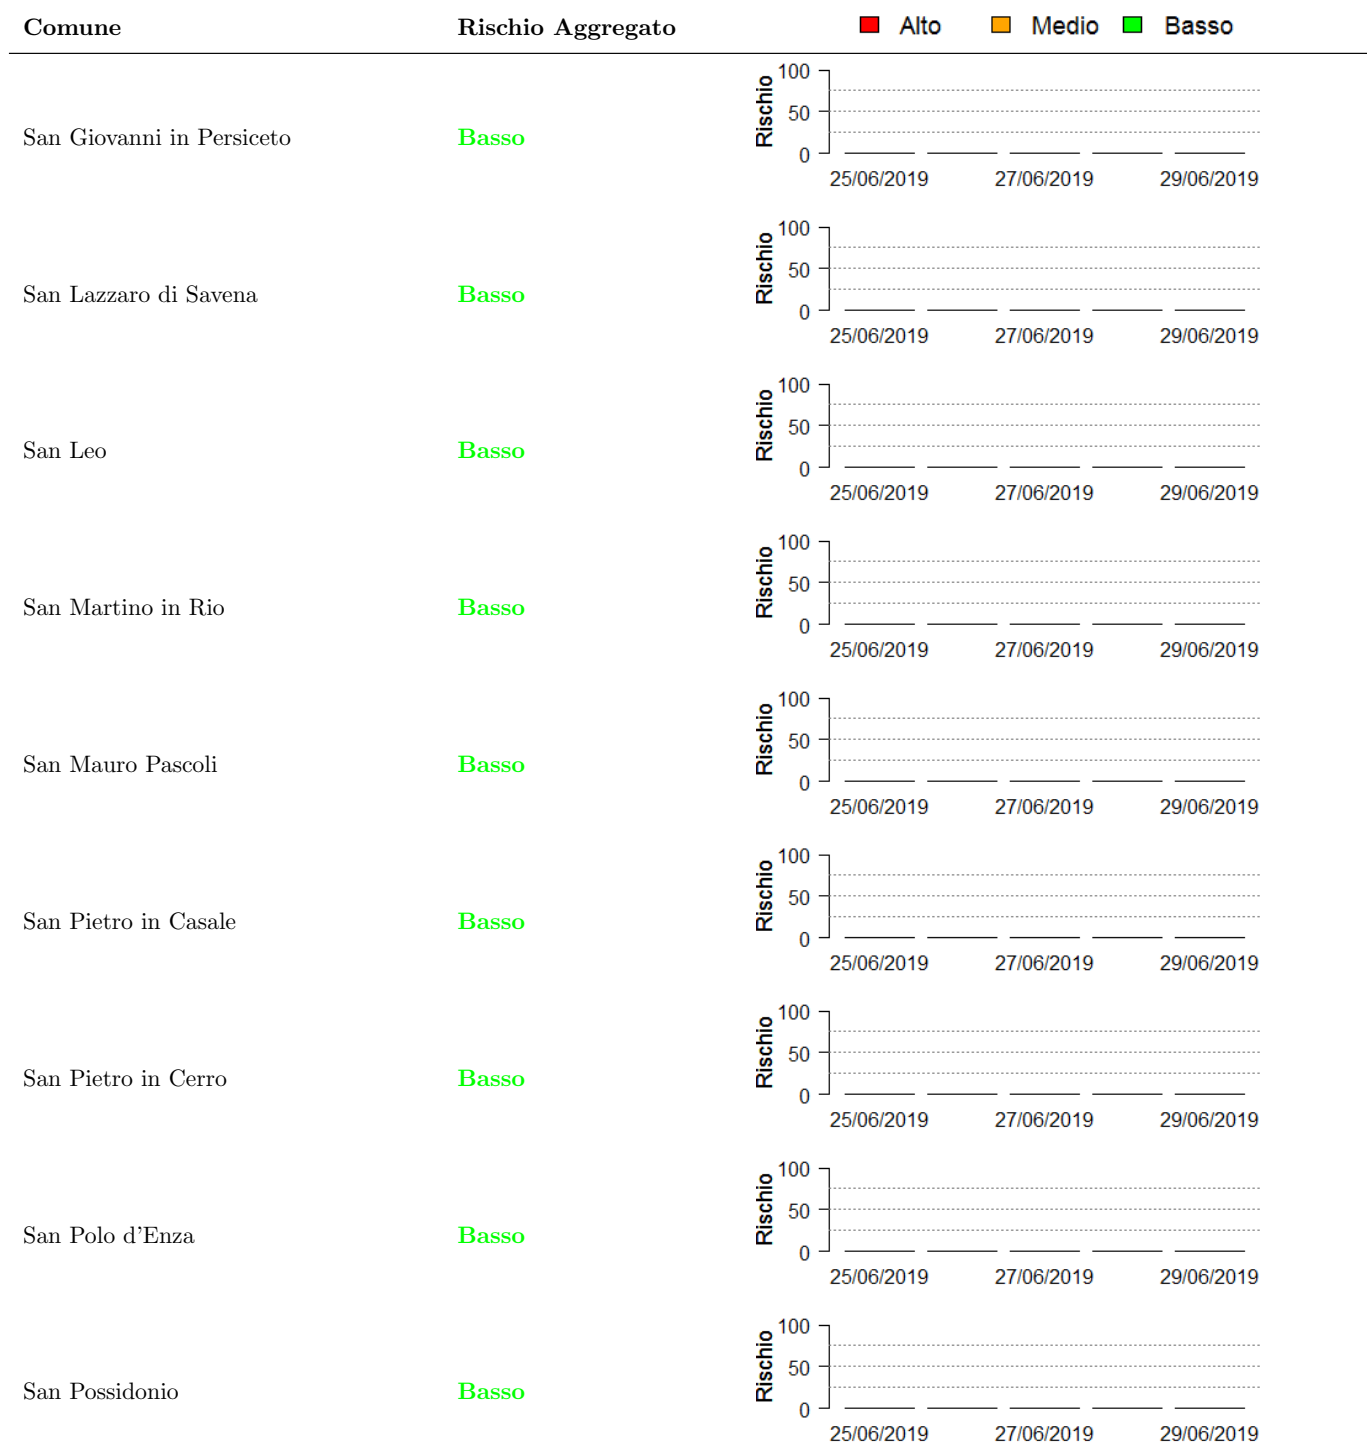 Comune Rischio Aggregato Alto Medio Basso
100
50
0
Rischio
San Giovanni in Persiceto Basso
25/06/2019 27/06/2019 29/06/2019
100
50
0
Rischio
San Lazzaro di Savena Basso
25/06/2019 27/06/2019 29/06/2019
100
50
0
Rischio
San Leo Basso
25/06/2019 27/06/2019 29/06/2019
100
50
0
Rischio
San Martino in Rio Basso
25/06/2019 27/06/2019 29/06/2019
100
50
0
Rischio
San Mauro Pascoli Basso
25/06/2019 27/06/2019 29/06/2019
100
50
0
Rischio
San Pietro in Casale Basso
25/06/2019 27/06/2019 29/06/2019
100
50
0
Rischio
San Pietro in Cerro Basso
25/06/2019 27/06/2019 29/06/2019
100
50
0
Rischio
San Polo d'Enza Basso
25/06/2019 27/06/2019 29/06/2019
100
50
0
Rischio
San Possidonio Basso
25/06/2019 27/06/2019 29/06/2019